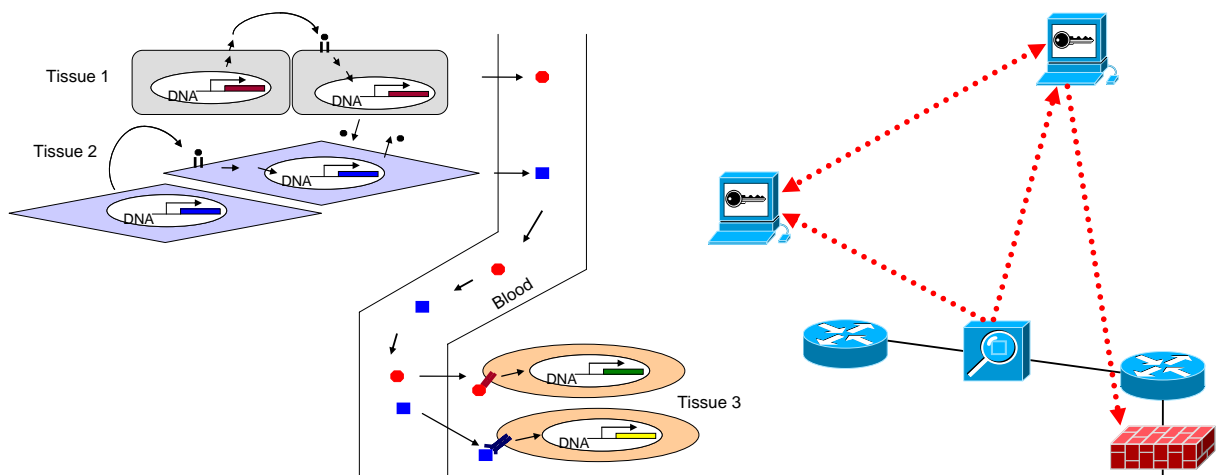 Tissue 1
DNA
DNA
Tissue 2
DNA
DNA
Blood
DNA
Tissue 3
DNA